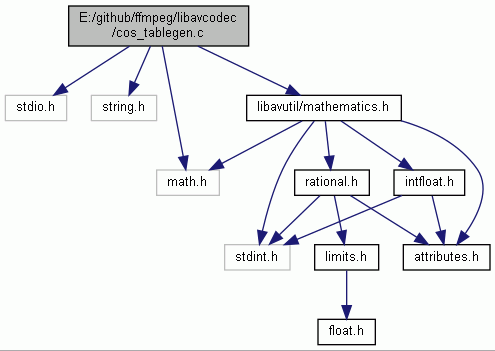 E:/github/ffmpeg/libavcodec
/cos_tablegen.c
stdio.h
string.h
libavutil/mathematics.h
math.h
rational.h
intfloat.h
stdint.h
limits.h
attributes.h
float.h